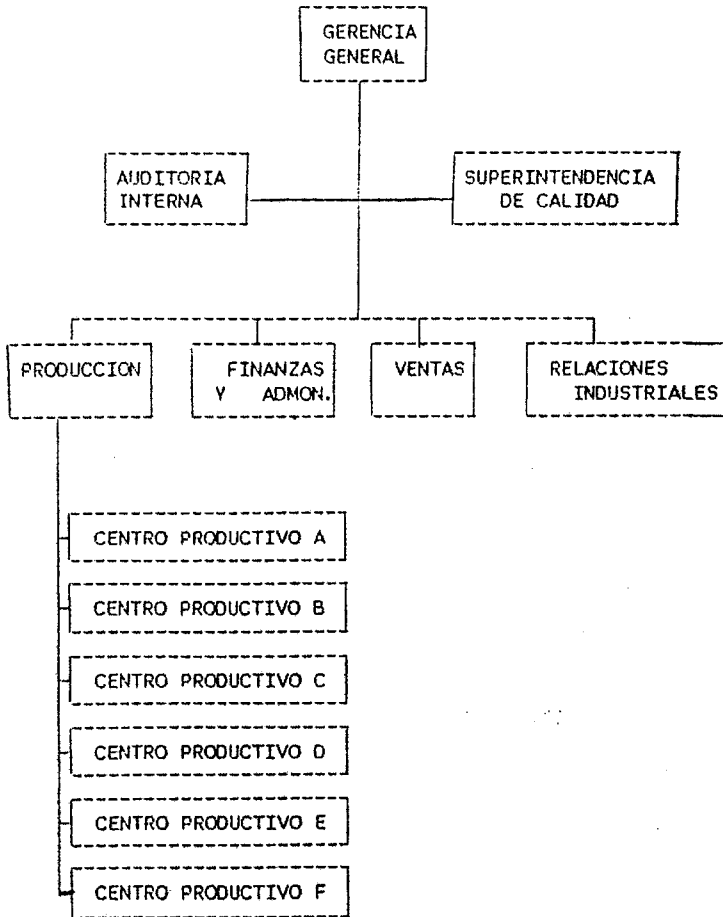 GERENCIA
GENERAL
AUDITORIA
INTERNA
SUPERINTENDENCIA
DE CALIDAD
PRODUCCION
FINANZAS
Y ADMON.
VENTAS
RELACIONES
INDUSTRIALES
CENTRO PRODUCTIVO A
CENTRO PRODUCTIVO B
CENTRO PRODUCTIVO C
CENTRO PRODUCTIVO D
CENTRO PRODUCTIVO E
CENTRO PRODUCTIVO F